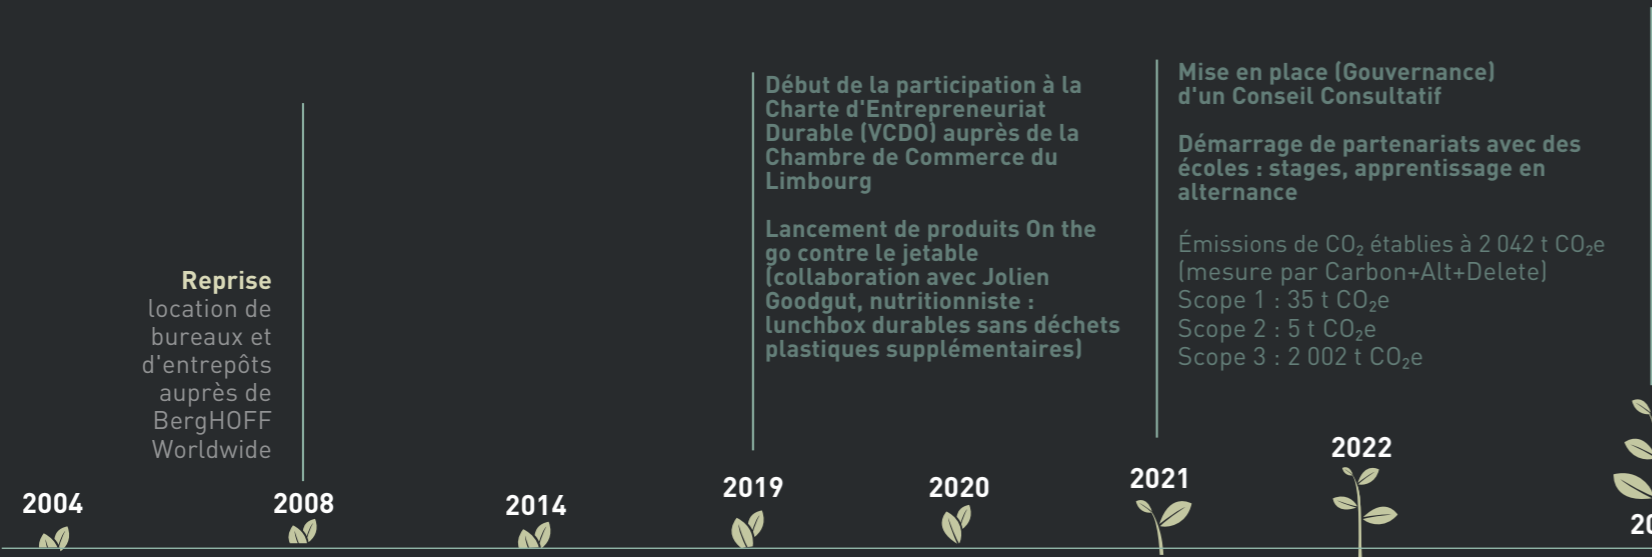 Reprise
location de
bureaux et
d'entrepôts
auprès de
BergHOFF
Worldwide
Début de la participation à la
Charte d'Entrepreneuriat
Durable (VCDO) auprès de la
Chambre de Commerce du
Limbourg
Lancement de produits On the
go contre le jetable
(collaboration avec Jolien
Goodgut, nutritionniste :
lunchbox durables sans déchets
plastiques supplémentaires)
Mise en place (Gouvernance)
d'un Conseil Consultatif
Démarrage de partenariats avec des
écoles : stages, apprentissage en
alternance
Émissions de CO₂ établies à 2 042 t CO₂e
(mesure par Carbon+Alt+Delete)
Scope 1 : 35 t CO₂e
Scope 2 : 5 t CO₂e
Scope 3 : 2 002 t CO₂e
2004
2008
2014
2019
2020
2021
2022